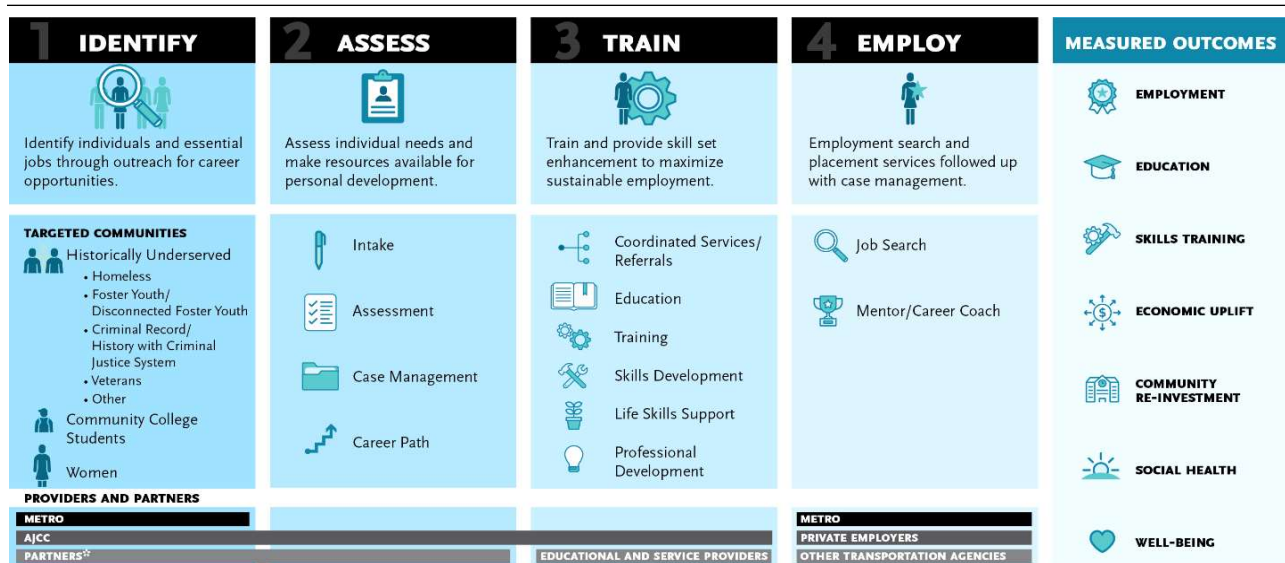 1 IDENTIFY
Identify individuals and essential
jobs through outreach for career
opportunities.
TARGETED COMMUNITIES
Historically Underserved
• Homeless
• Foster Youth/
Disconnected Foster Youth
• Criminal Record/
History with Criminal
Justice System
• Veterans
• Other
Community College
Students
Women
2 ASSESS
Assess individual needs and
make resources available for
personal development.
Intake
Assessment
Case Management
Career Path
3 TRAIN
Train and provide skill set
enhancement to maximize
sustainable employment.
Coordinated Services/
Referrals
Education
Training
Skills Development
Life Skills Support
Professional
Development
4 EMPLOY
Employment search and
placement services followed up
with case management.
Job Search
Mentor/Career Coach
PROVIDERS AND PARTNERS
METRO
AJCC
PARTNERS☆
EDUCATIONAL AND SERVICE PROVIDERS
METRO
PRIVATE EMPLOYERS
OTHER TRANSPORTATION AGENCIES
MEASURED OUTCOMES
EMPLOYMENT
EDUCATION
SKILLS TRAINING
$
ECONOMIC UPLIFT
COMMUNITY
RE-INVESTMENT
SOCIAL HEALTH
WELL-BEING